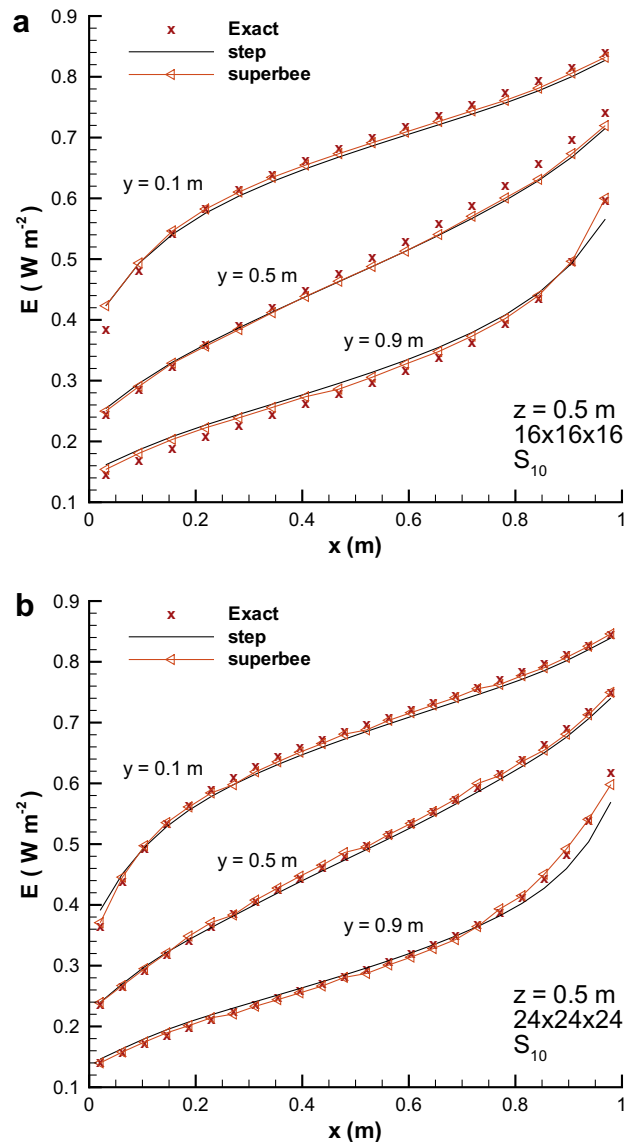 a
0.9
0.8
0.7
0.6
0.5
0.4
0.3
0.2
0.1
E ( W m⁻²)
x Exact
step
superbee
y = 0.1 m
y = 0.5 m
y = 0.9 m
z = 0.5 m
16x16x16
S₁₀
0 0.2 0.4 0.6 0.8 1
x (m)
b
0.9
0.8
0.7
0.6
0.5
0.4
0.3
0.2
0.1
E ( W m⁻²)
x Exact
step
superbee
y = 0.1 m
y = 0.5 m
y = 0.9 m
z = 0.5 m
24x24x24
S₁₀
0 0.2 0.4 0.6 0.8 1
x (m)